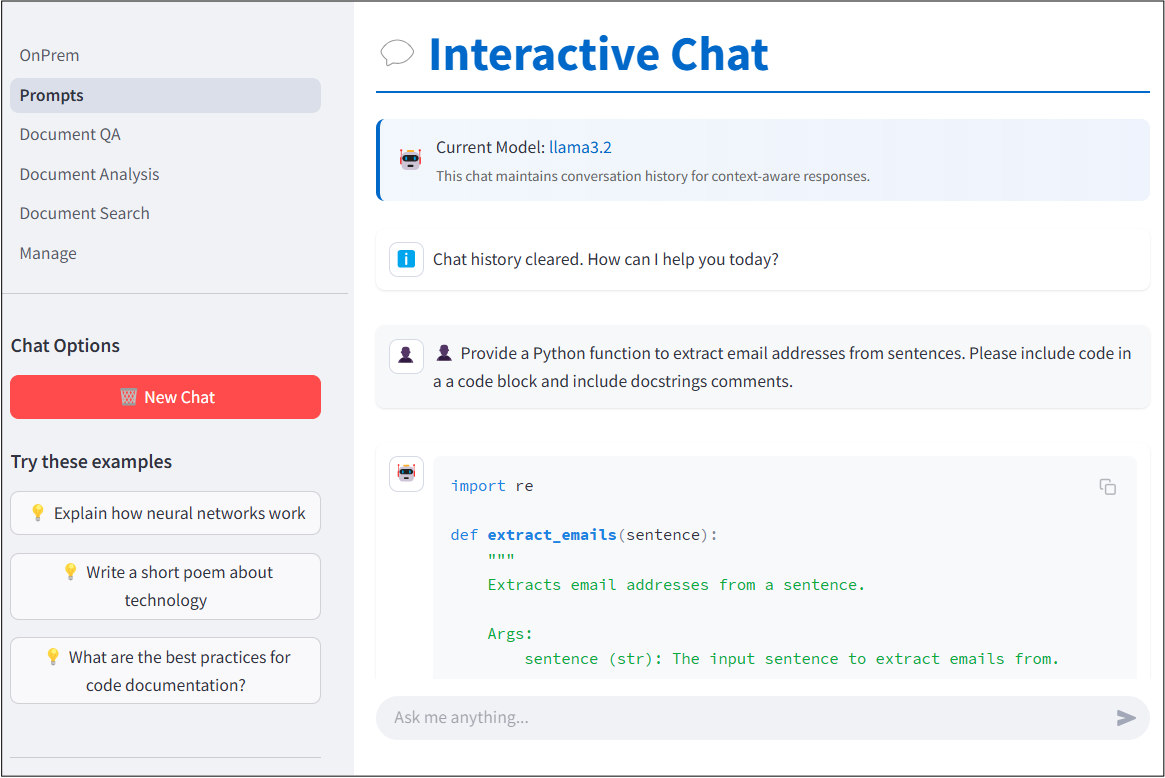 OnPrem
Prompts
Document QA
Document Analysis
Document Search
Manage
Chat Options
New Chat
Try these examples
Explain how neural networks work
Write a short poem about
technology
What are the best practices for
code documentation?
Interactive Chat
Current Model: llama3.2
This chat maintains conversation history for context-aware responses.
Chat history cleared. How can I help you today?
Provide a Python function to extract email addresses from sentences. Please include code in
a a code block and include docstrings comments.
import re
def extract_emails(sentence):
"""
Extracts email addresses from a sentence.
Args:
sentence (str): The input sentence to extract emails from.
Ask me anything...